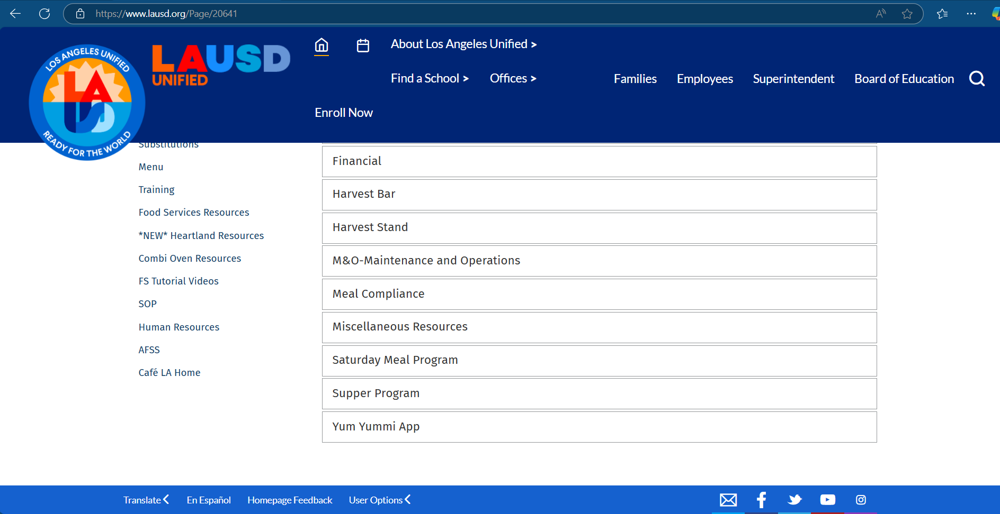 https://www.lausd.org/Page/20641
LOS ANGELES UNIFIED
LAUSD
READY FOR THE WORLD
LAUSD
UNIFIED
About Los Angeles Unified >
Find a School >
Offices >
Families
Employees
Superintendent
Board of Education
Enroll Now
Substitutions
Menu
Training
Food Services Resources
*NEW* Heartland Resources
Combi Oven Resources
FS Tutorial Videos
SOP
Human Resources
AFSS
Café LA Home
Financial
Harvest Bar
Harvest Stand
M&O-Maintenance and Operations
Meal Compliance
Miscellaneous Resources
Saturday Meal Program
Supper Program
Yum Yummi App
Translate
En Español
Homepage Feedback
User Options